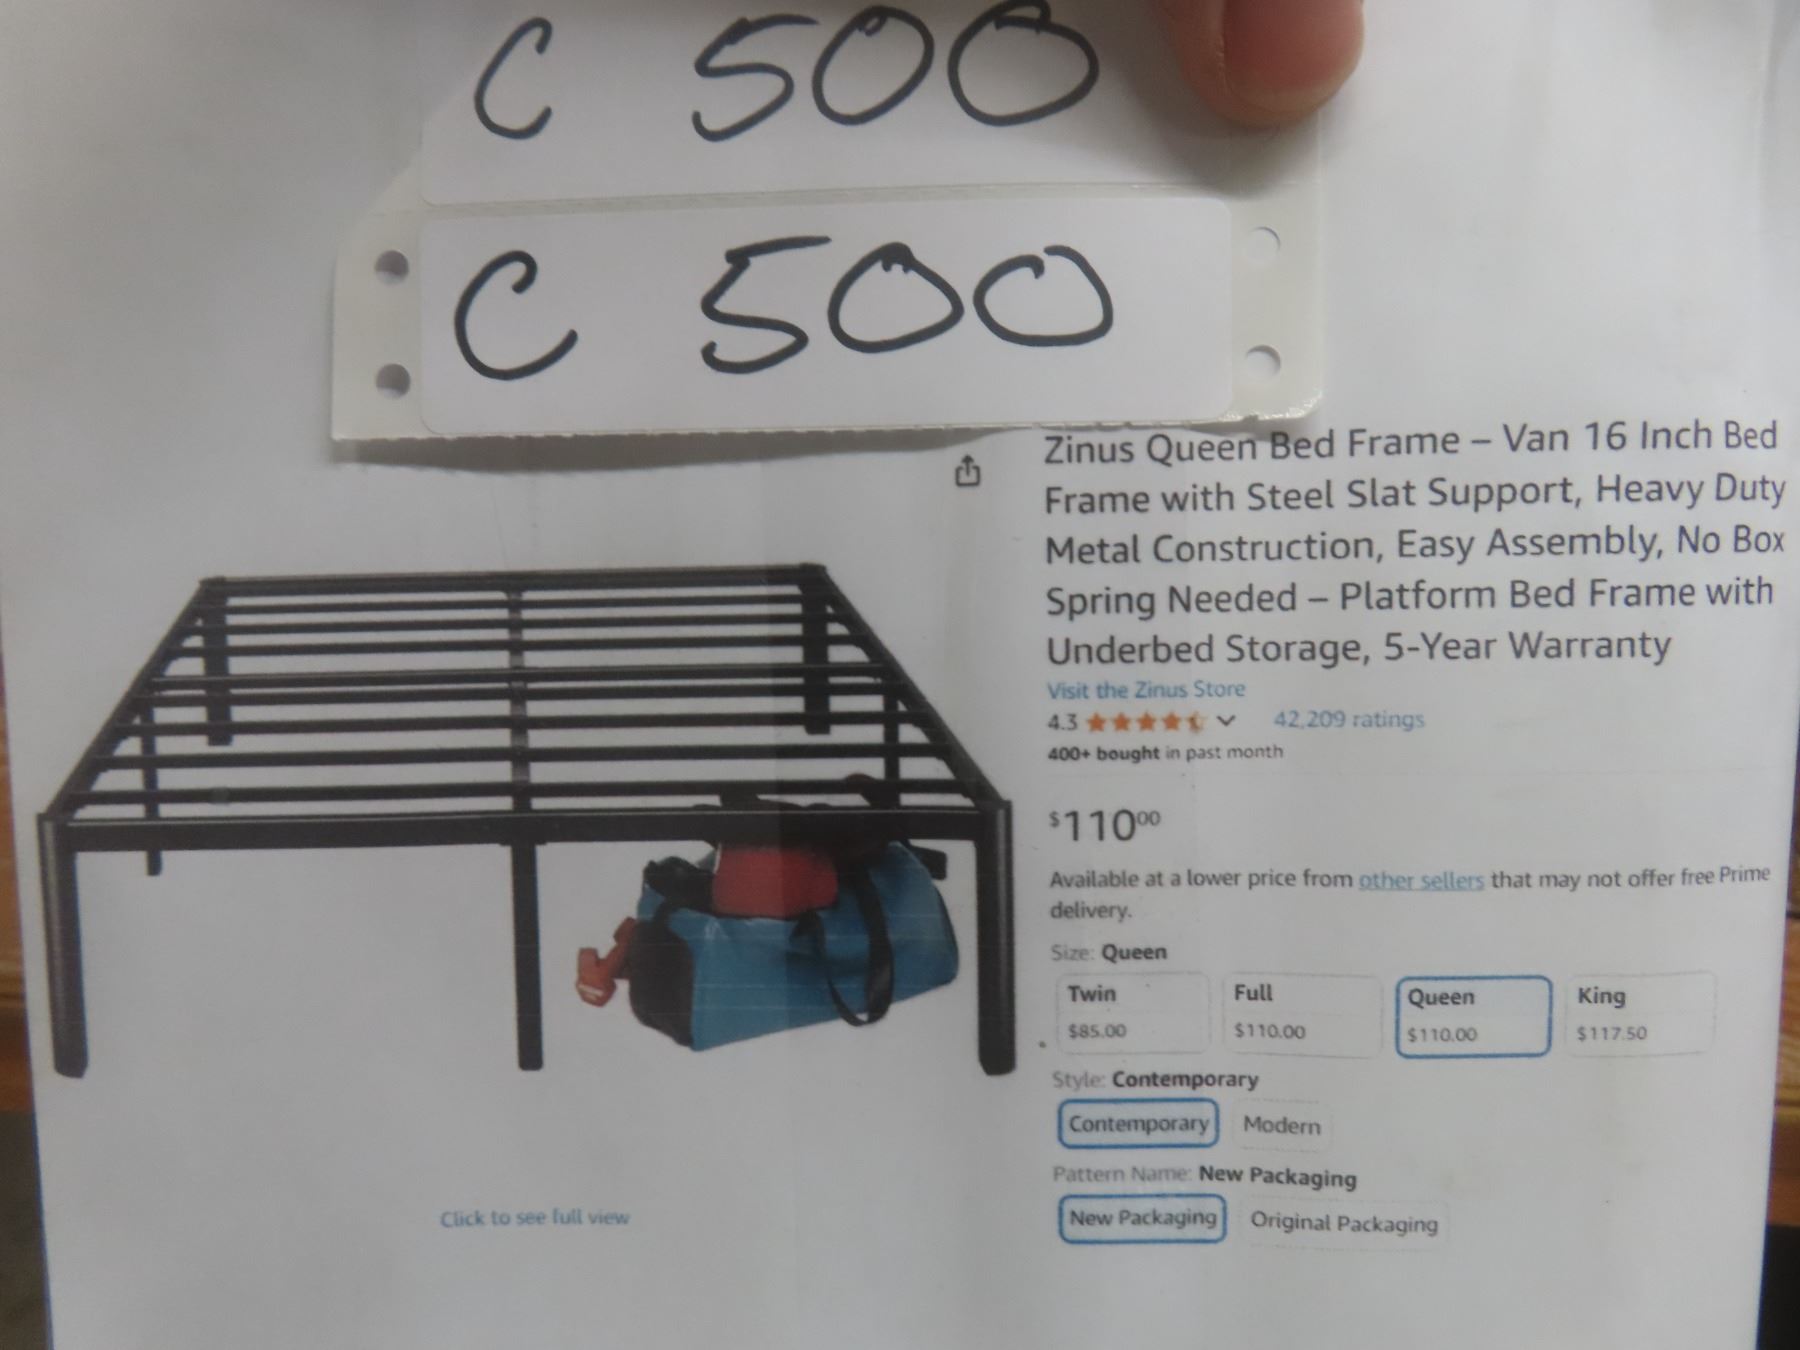 C 500
C 500
Zinus Queen Bed Frame – Van 16 Inch Bed
Frame with Steel Slat Support, Heavy Duty
Metal Construction, Easy Assembly, No Box
Spring Needed – Platform Bed Frame with
Underbed Storage, 5-Year Warranty
Visit the Zinus Store
4.3 42,209 ratings
400+ bought in past month
$11000
Available at a lower price from other sellers that may not offer free Prime
delivery.
Size: Queen
Twin Full Queen King
$85.00 $110.00 $110.00 $117.50
Style: Contemporary
Contemporary Modern
Pattern Name: New Packaging
New Packaging Original Packaging
Click to see full view